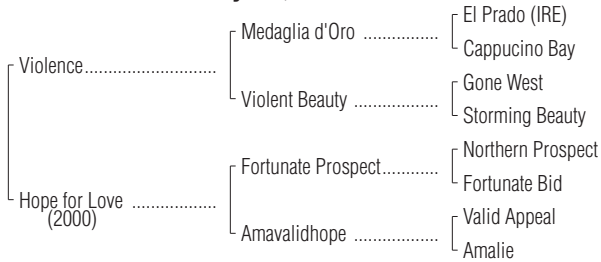 El Prado (IRE)
Medaglia d'Oro ................
Cappucino Bay
Violence...........................
Gone West
Violent Beauty ..................
Storming Beauty
Northern Prospect
Fortunate Prospect............
Fortunate Bid
Hope for Love .................
(2000)
Valid Appeal
Amavalidhope ..................
Amalie